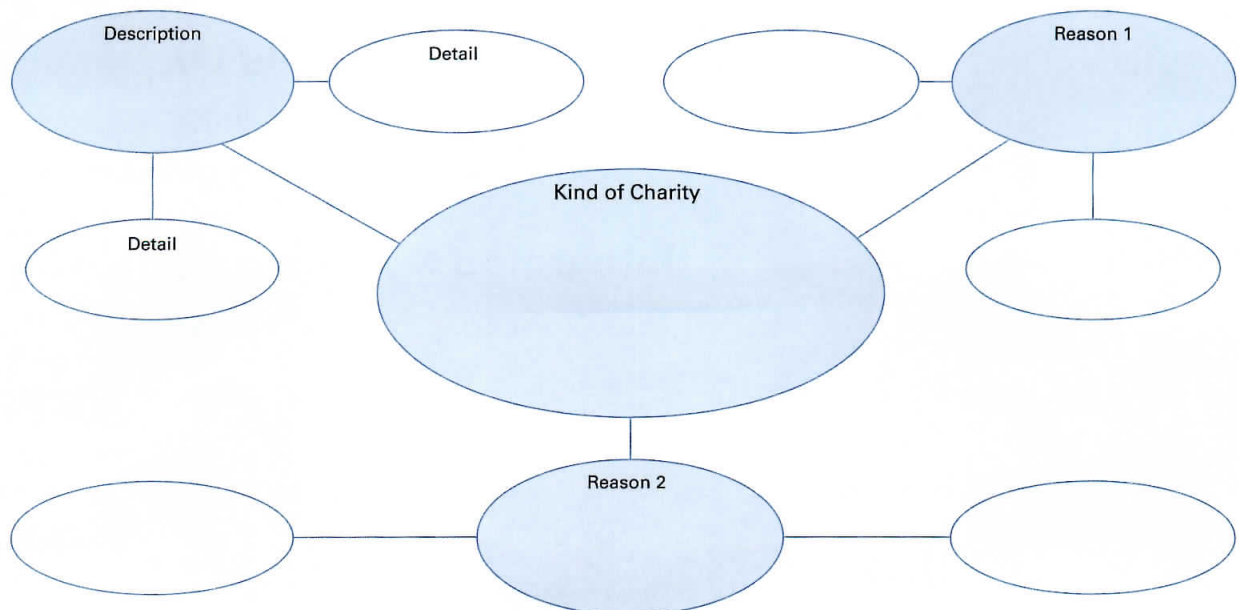 Description
Detail
Reason 1
Kind of Charity
Detail
Reason 2